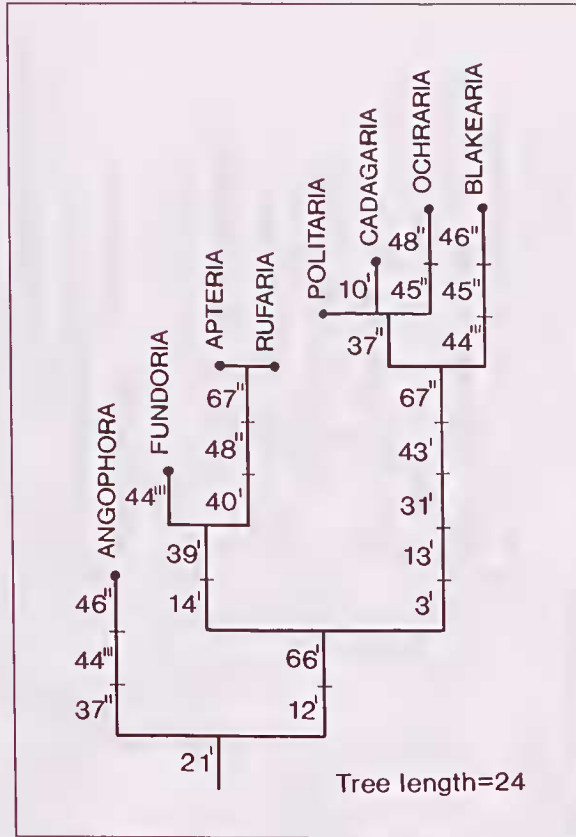 ANGOPHORA
FUNDORIA
APTERIA
RUFARIA
POLITARIA
CADAGARIA
OCHRARIA
BLAKEARIA
48'' 46''
10' 45'' 45''
37'' 44'''
67'' 67''
48'' 43'
44''' 40' 31'
39' 13'
46'' 14' 3'
44''' 66'
37'' 12'
21'
Tree length=24